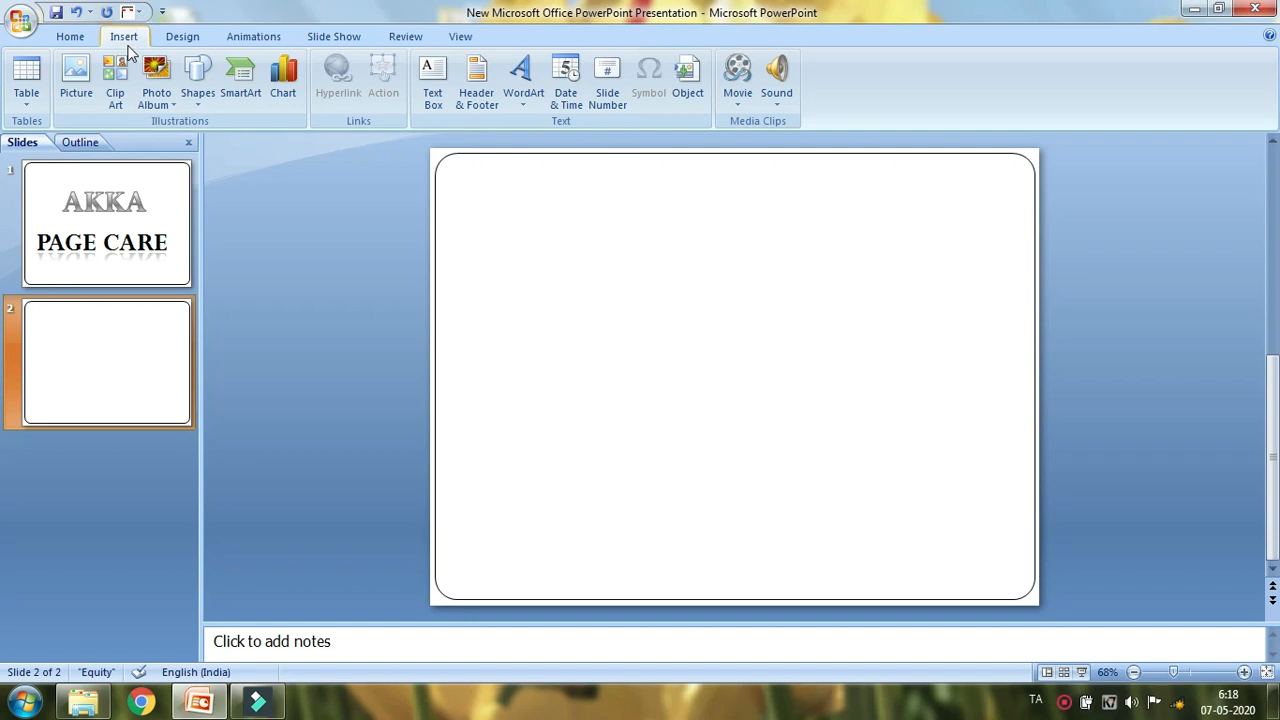 New Microsoft Office PowerPoint Presentation - Microsoft PowerPoint
Home Insert Design Animations Slide Show Review View
Table Picture Clip Art Photo Album Shapes SmartArt Chart Hyperlink Action Text Box Header & Footer WordArt Date & Time Slide Number Symbol Object Movie Sound
Tables Illustrations Links Text Media Clips
Slides Outline
1
AKKA
PAGE CARE
2
Click to add notes
Slide 2 of 2 "Equity" English (India) 68%
TA 6:18
07-05-2020